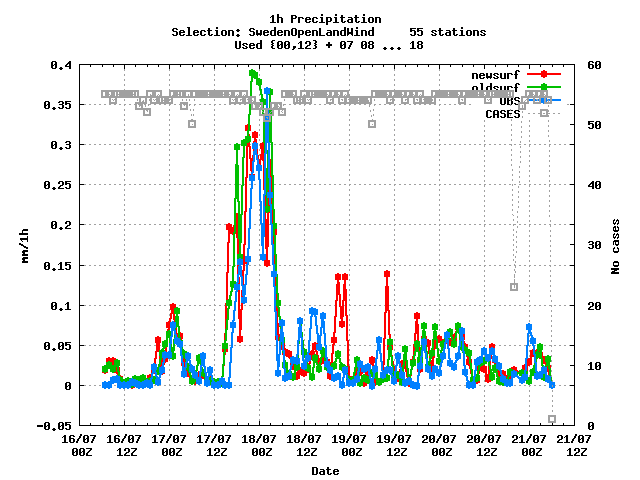 1h Precipitation
Selection: SwedenOpenLandWind 55 stations
Used {00,12} + 07 08 ... 18
newsurf
oldsurf
OBS
CASES
0.4
0.35
0.3
0.25
0.2
0.15
0.1
0.05
0
-0.05
mm/1h
60
50
40
30
20
10
0
No cases
16/07 16/07 17/07 17/07 18/07 18/07 19/07 19/07 20/07 20/07 21/07 21/07
00Z 12Z 00Z 12Z 00Z 12Z 00Z 12Z 00Z 12Z 00Z 12Z
Date